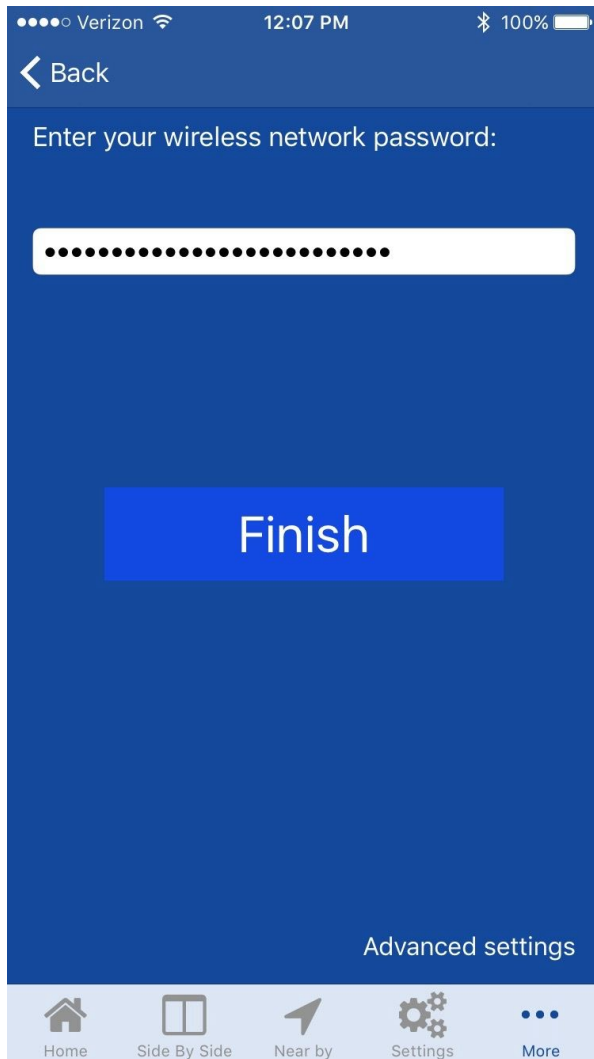 Verizon 12:07 PM 100%
Back
Enter your wireless network password:
••••••••••••••••••••••••••
Finish
Advanced settings
Home Side By Side Near by Settings More